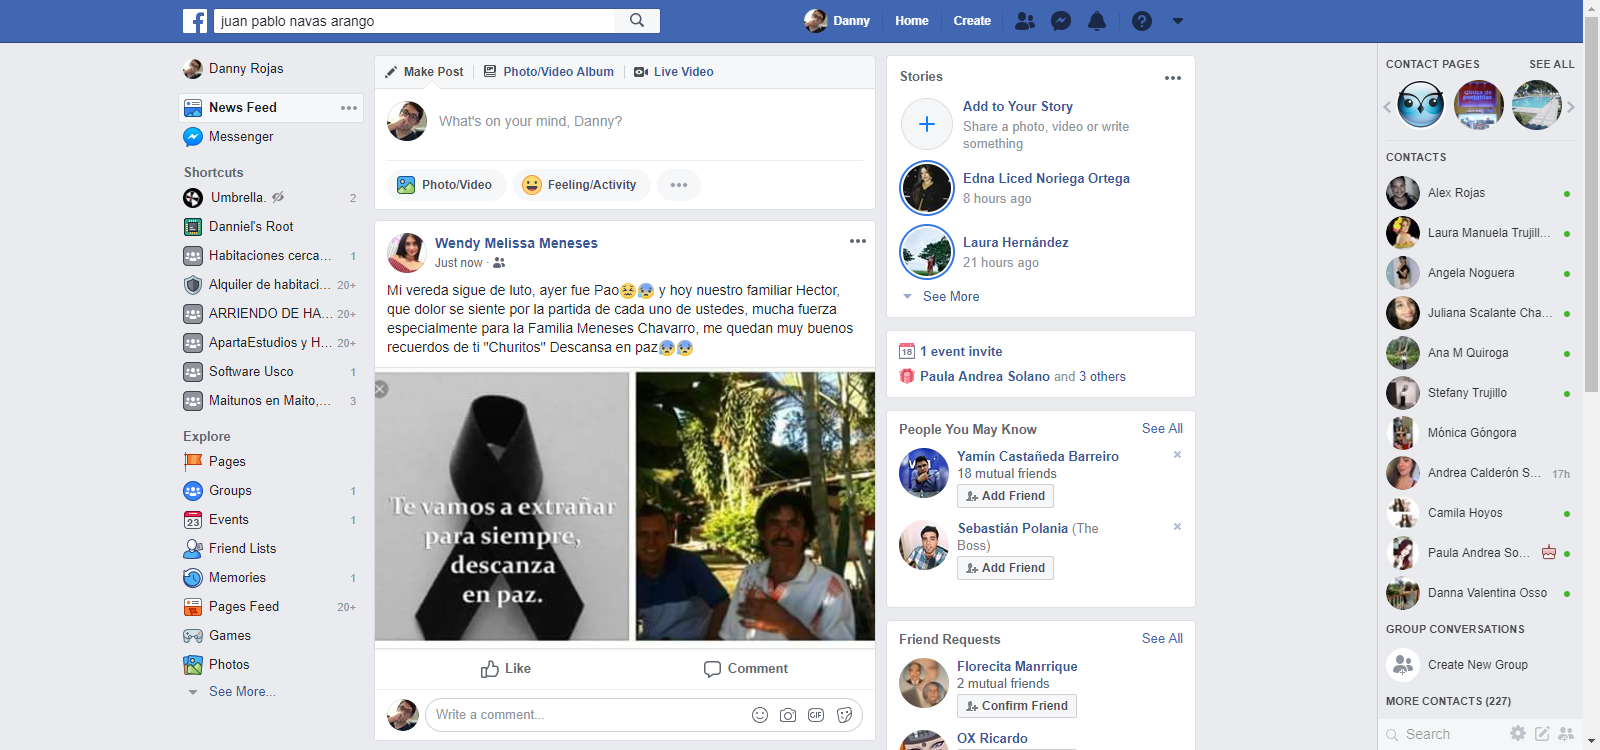 juan pablo navas arango
Danny
Home
Create
Danny Rojas
News Feed
Messenger
Shortcuts
Umbrella. 2
Danniel's Root
Habitaciones cerca... 1
Alquiler de habitaci... 20+
ARRIENDO DE HA... 20+
ApartaEstudios y H... 20+
Software Usco 1
Maitunos en Maito,... 3
Explore
Pages
Groups 1
23 Events 1
Friend Lists
Memories 1
Pages Feed 20+
Games
Photos
See More...
Make Post
Photo/Video Album
Live Video
What's on your mind, Danny?
Photo/Video
Feeling/Activity
Wendy Melissa Meneses
Just now ·
Mi vereda sigue de luto, ayer fue Pao😣😰 y hoy nuestro familiar Hector,
que dolor se siente por la partida de cada uno de ustedes, mucha fuerza
especialmente para la Familia Meneses Chavarro, me quedan muy buenos
recuerdos de ti "Churitos" Descansa en paz😰😰
Te vamos a extrañar
para siempre,
descanza
en paz.
Like
Comment
Write a comment...
GIF
Stories
Add to Your Story
Share a photo, video or write
something
Edna Liced Noriega Ortega
8 hours ago
Laura Hernández
21 hours ago
See More
18 1 event invite
Paula Andrea Solano and 3 others
People You May Know See All
Yamín Castañeda Barreiro
18 mutual friends
Add Friend
Sebastián Polania (The
Boss)
Add Friend
Friend Requests See All
Florecita Manrrique
2 mutual friends
Confirm Friend
OX Ricardo
CONTACT PAGES SEE ALL
CONTACTS
Alex Rojas
Laura Manuela Trujill...
Angela Noguera
Juliana Scalante Cha...
Ana M Quiroga
Stefany Trujillo
Mónica Góngora
Andrea Calderón S... 17h
Camila Hoyos
Paula Andrea So...
Danna Valentina Osso
GROUP CONVERSATIONS
Create New Group
MORE CONTACTS (227)
Search